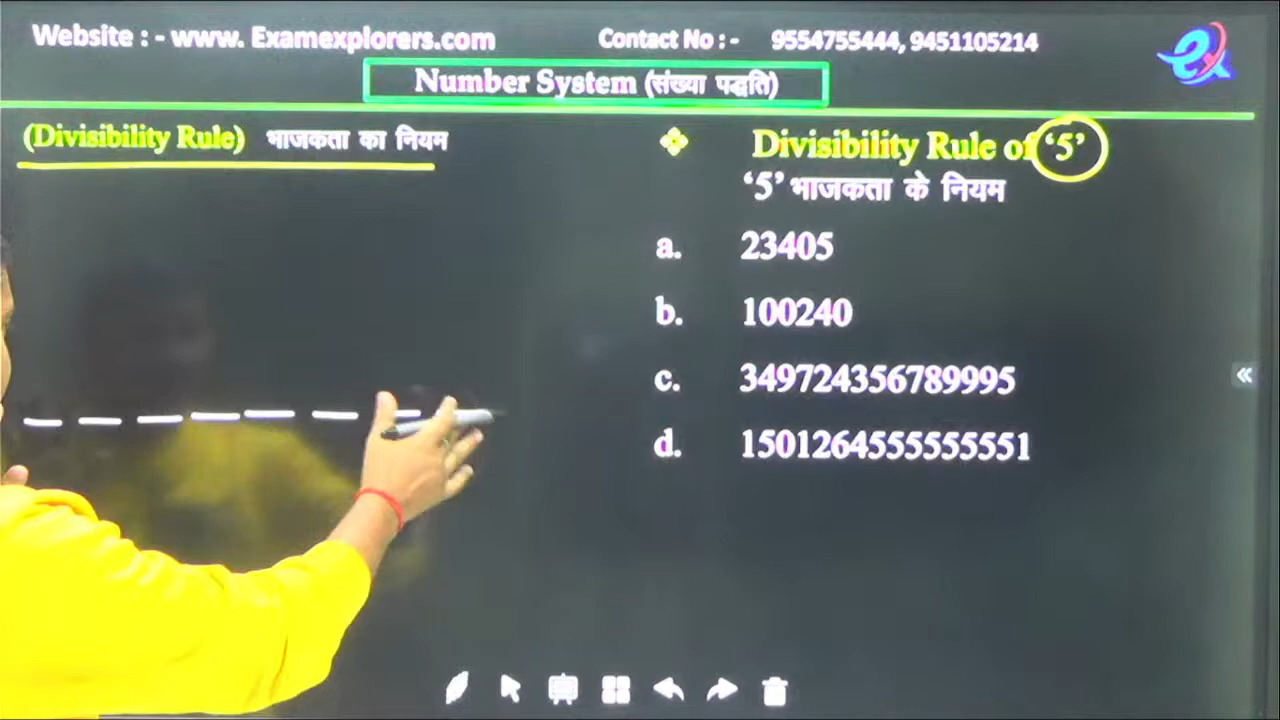 Website : - www. Examexplorers.com Contact No : - 9554755444, 9451105214
ex
Number System (संख्या पद्धति)
(Divisibility Rule) भाजकता का नियम
❖ Divisibility Rule of ‘5’
‘5’ भाजकता के नियम
a. 23405
b. 100240
c. 349724356789995
d. 1501264555555551